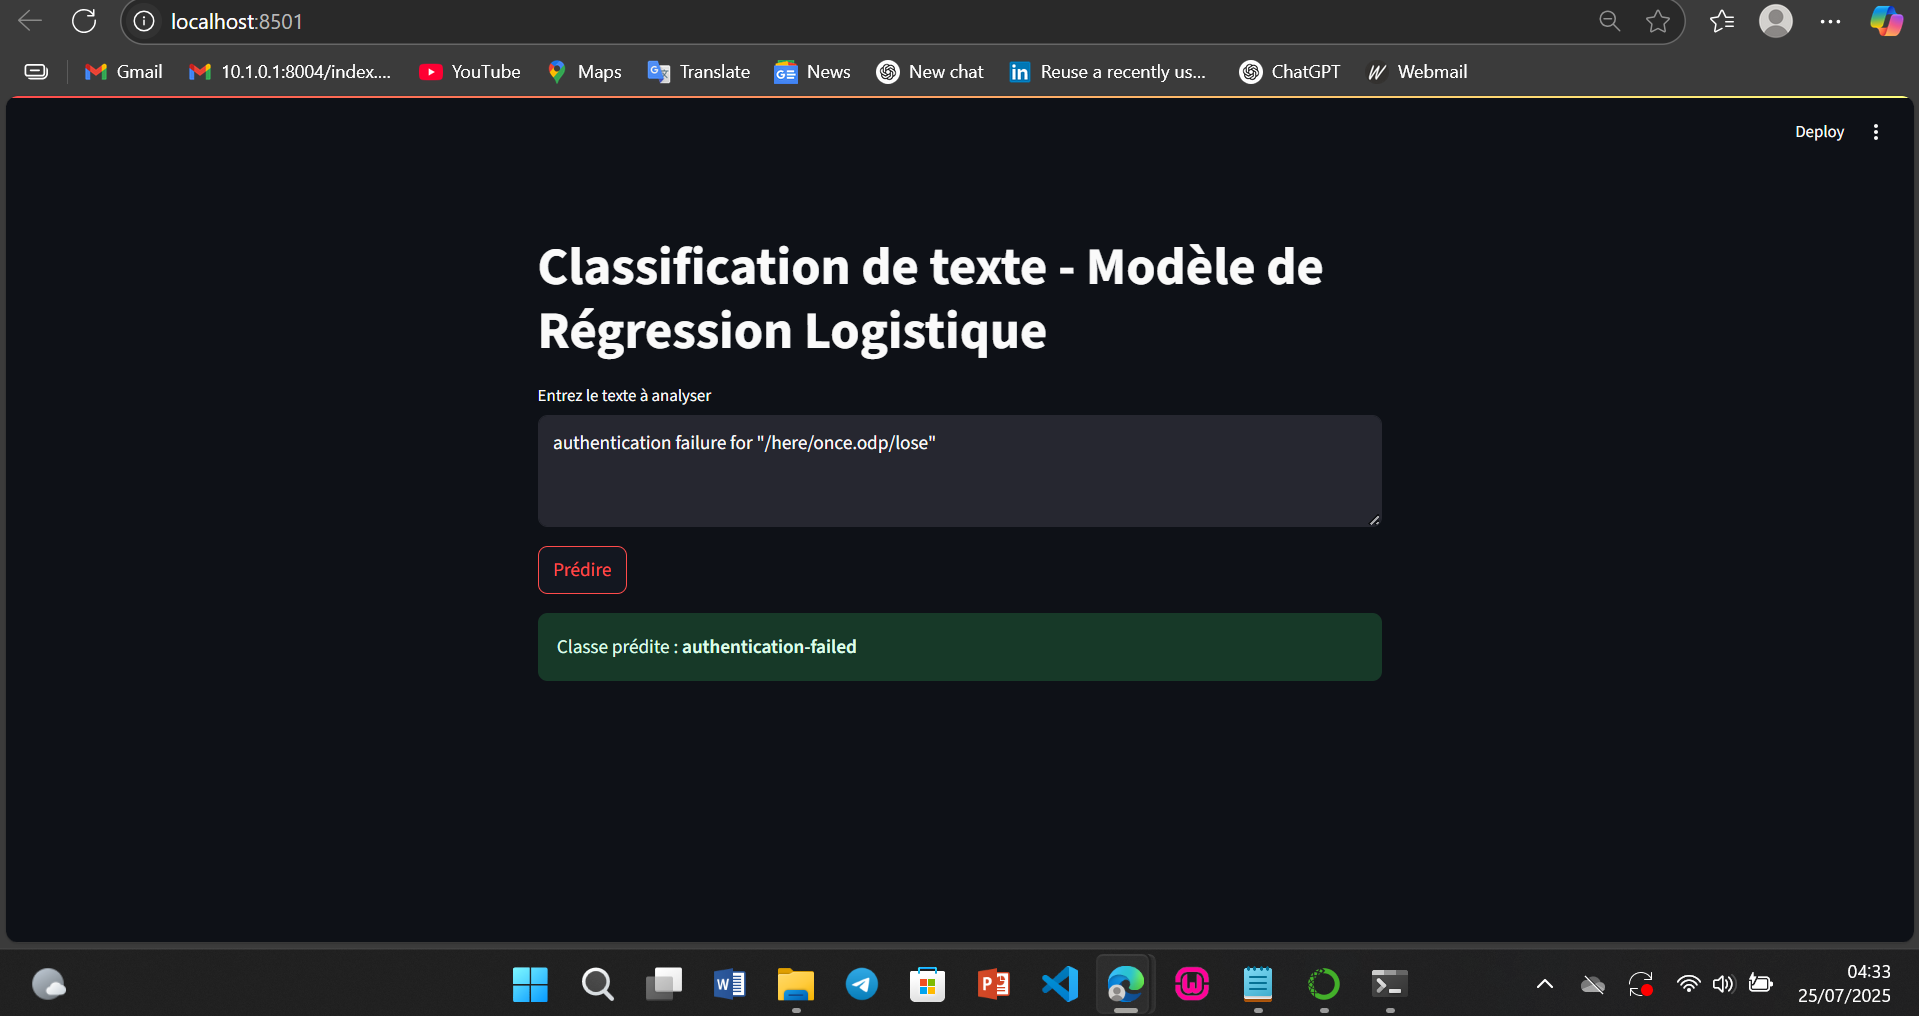 localhost:8501
Gmail 10.1.0.1:8004/index.... YouTube Maps Translate News New chat Reuse a recently us... ChatGPT Webmail
Deploy
Classification de texte - Modèle de
Régression Logistique
Entrez le texte à analyser
authentication failure for "/here/once.odp/lose"
Prédire
Classe prédite : authentication-failed
04:33
25/07/2025